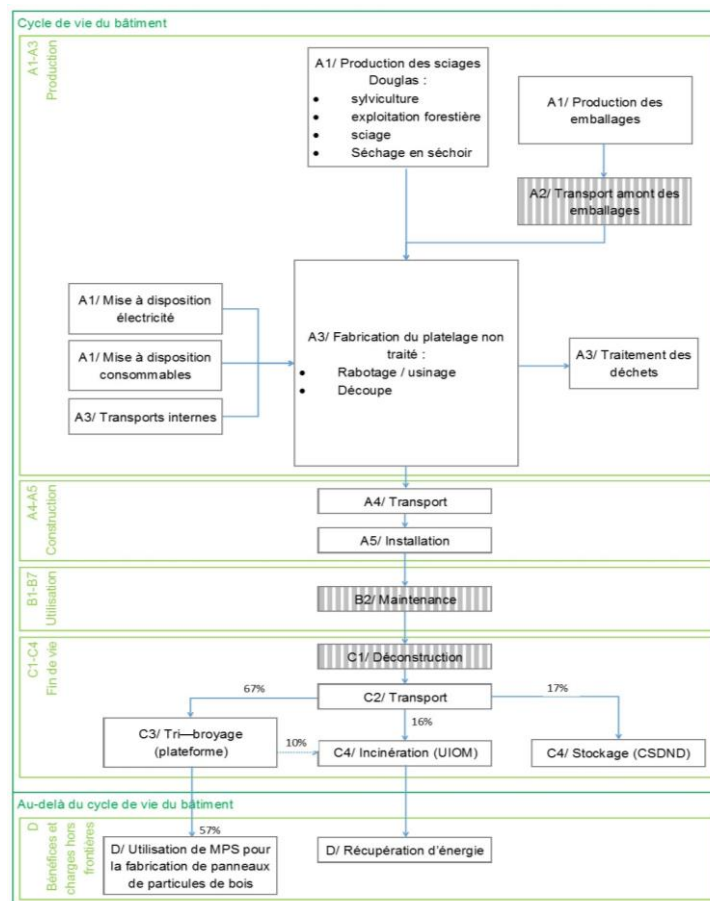 Cycle de vie du bâtiment
A1-A3
Production
A1/ Production des sciages
Douglas :
• sylviculture
• exploitation forestière
• sciage
• Séchage en séchoir
A1/ Production des
emballages
A2/ Transport amont des
emballages
A1/ Mise à disposition
électricité
A1/ Mise à disposition
consommables
A3/ Transports internes
A3/ Fabrication du platelage non
traité :
• Rabotage / usinage
• Découpe
A3/ Traitement des
déchets
A4-A5
Construction
A4/ Transport
A5/ Installation
B1-B7
Utilisation
B2/ Maintenance
C1-C4
Fin de vie
C1/ Déconstruction
67%
C2/ Transport
17%
16%
C3/ Tri—broyage
(plateforme)
10%
C4/ Incinération (UIOM)
C4/ Stockage (CSDND)
Au-delà du cycle de vie du bâtiment
D
Bénéfices et
charges hors
frontières
57%
D/ Utilisation de MPS pour
la fabrication de panneaux
de particules de bois
D/ Récupération d'énergie